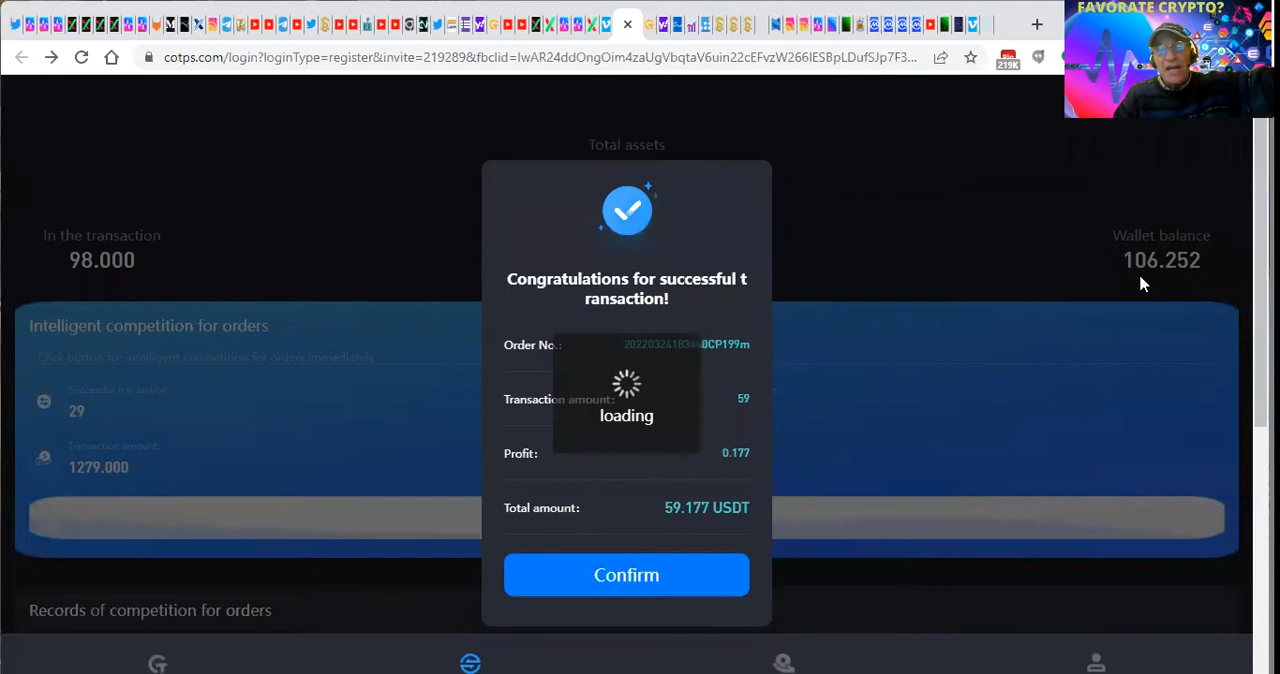 FAVORATE CRYPTO?
cotps.com/login?loginType=register&invite=219289&fbclid=IwAR24ddOngOim4zaUgVbqtaV6uin22cEFvzW266IESBpLDufSJp7F3...
219K
Total assets
In the transaction
98.000
Wallet balance
106.252
Congratulations for successful t
ransaction!
Intelligent competition for orders
Click button for intelligent competition for orders immediately
Order No.:
Successful transaction:
29
loading
Transaction amount:
59
Transaction amount:
1279.000
Profit:
0.177
Total amount:
59.177 USDT
Confirm
Records of competition for orders